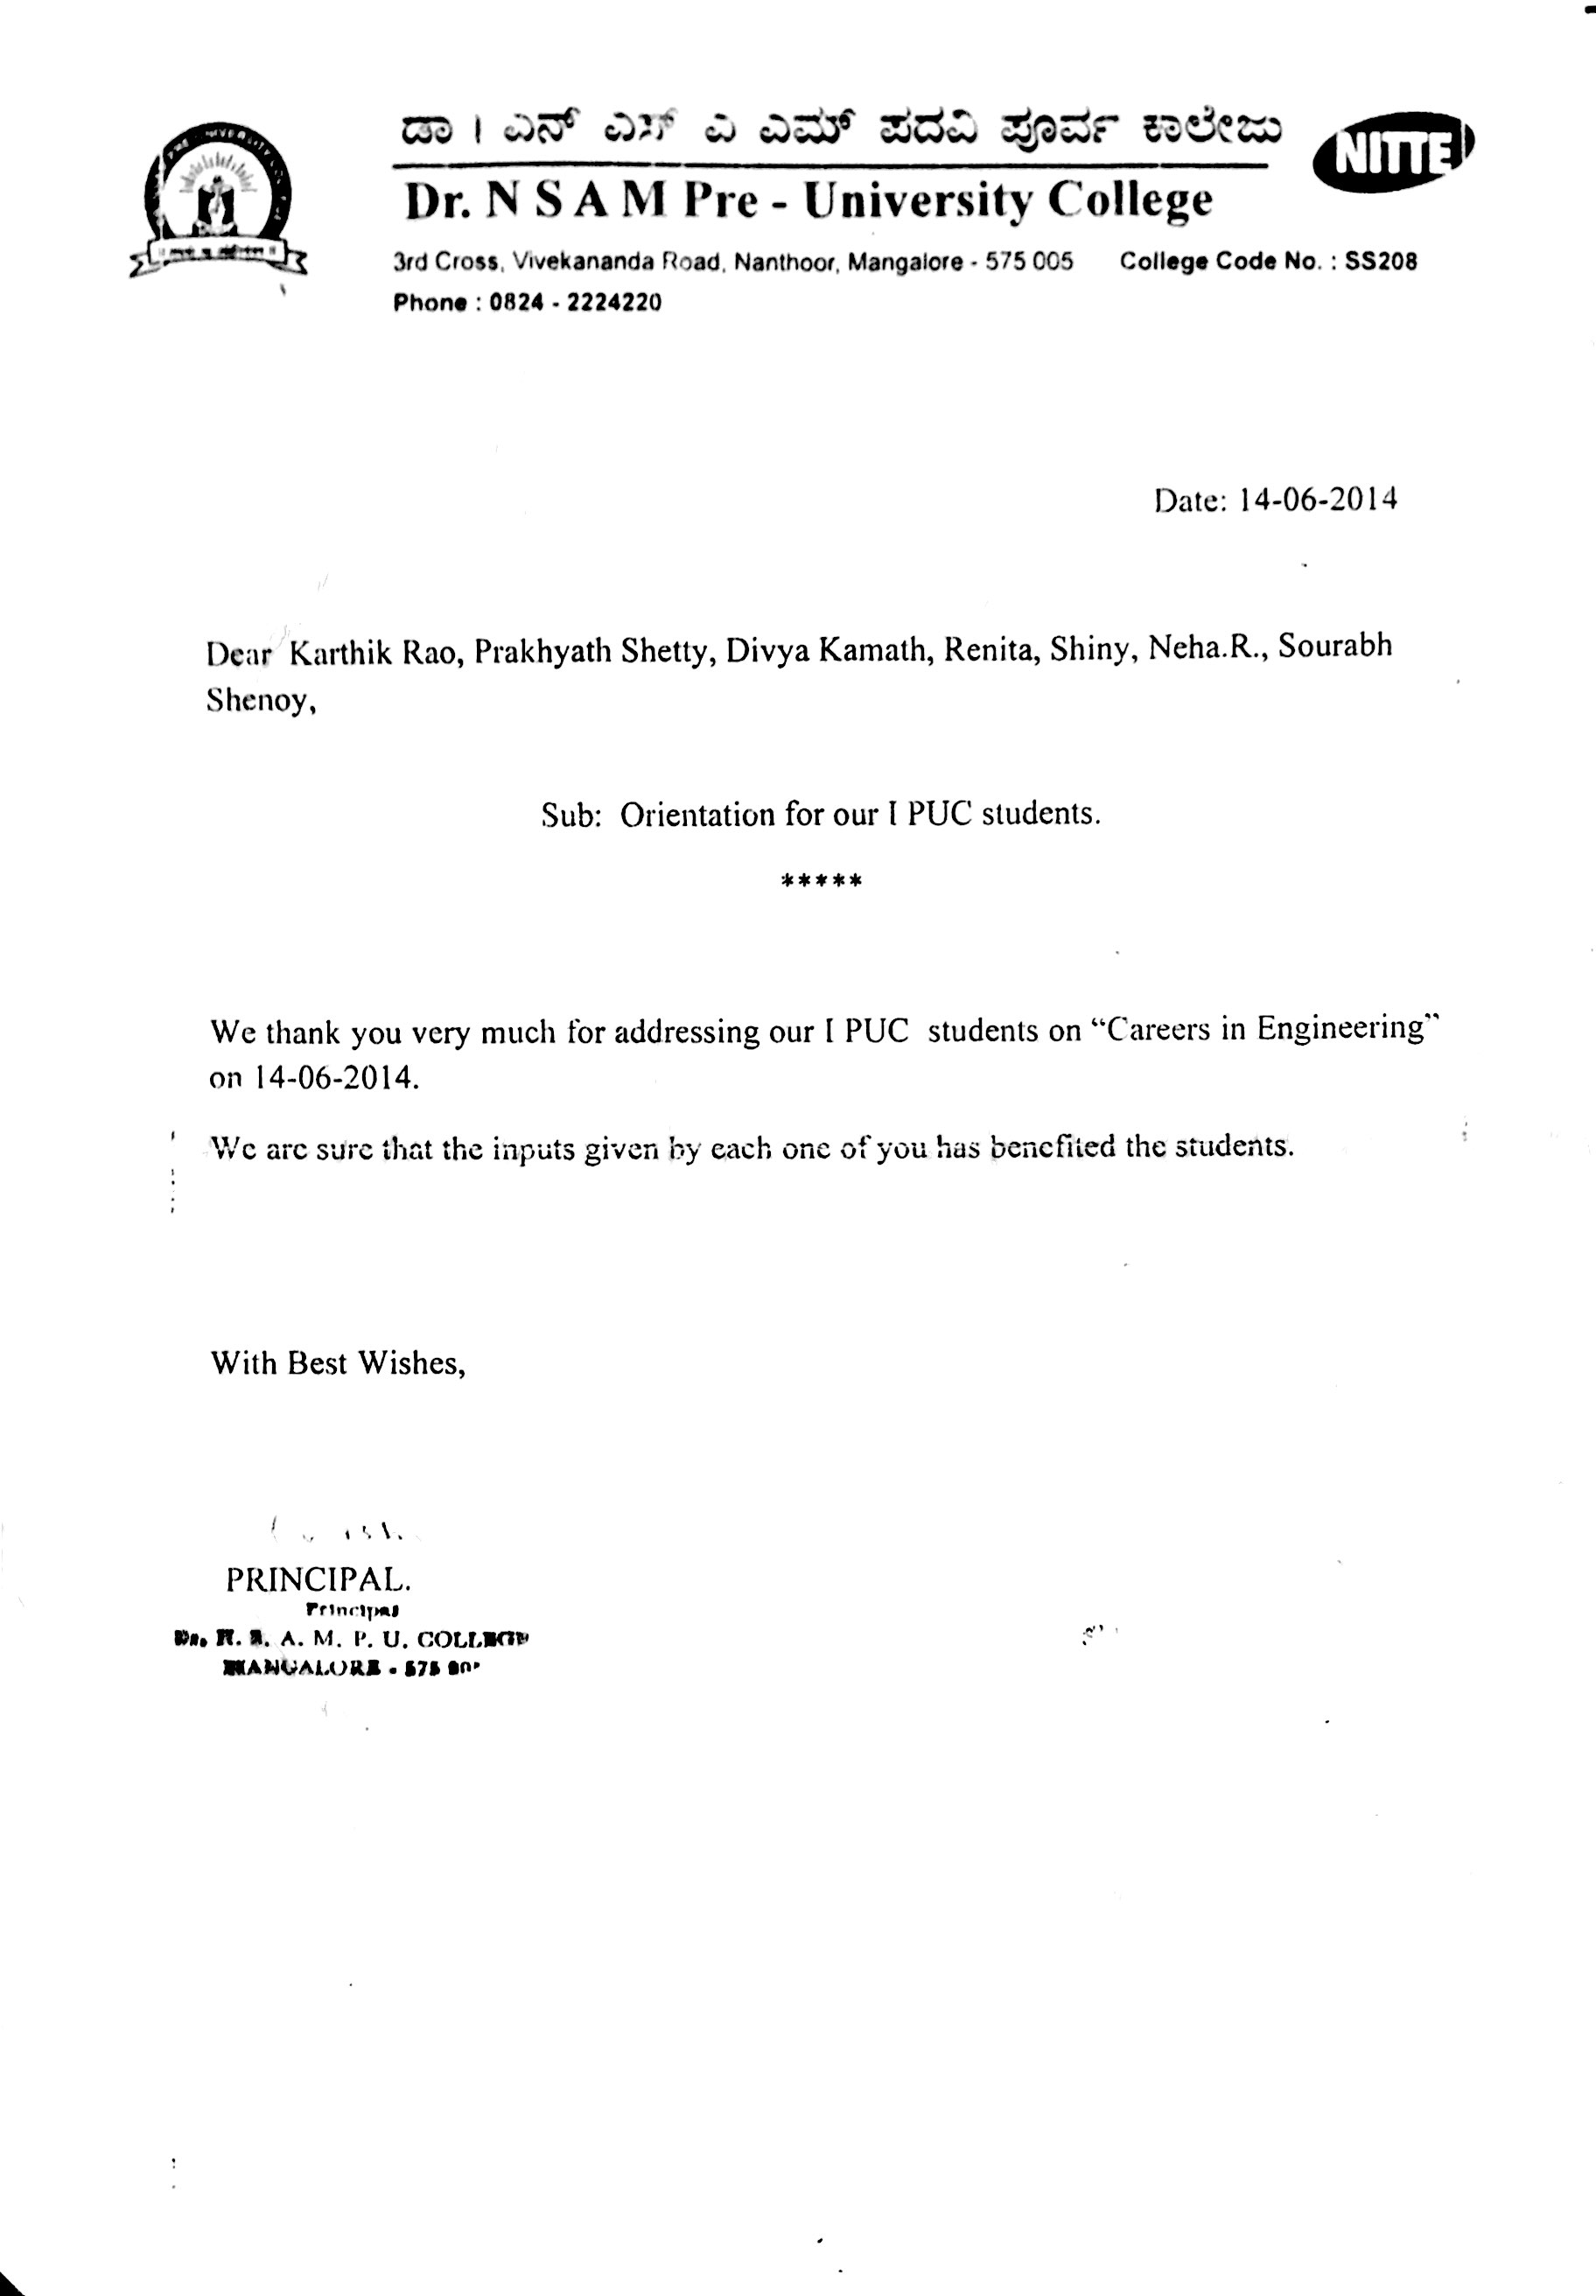 ಡಾ | ಎನ್ ಎಸ್ ಎ ಎಮ್ ಪದವಿ ಪೂರ್ವ ಕಾಲೇಜು
NITTE
Dr. N S A M Pre - University College
3rd Cross, Vivekananda Road, Nanthoor, Mangalore - 575 005 College Code No. : SS208
Phone : 0824 - 2224220
Date: 14-06-2014
Dear Karthik Rao, Prakhyath Shetty, Divya Kamath, Renita, Shiny, Neha.R., Sourabh
Shenoy,
Sub: Orientation for our I PUC students.
*****
We thank you very much for addressing our I PUC students on “Careers in Engineering”
on 14-06-2014.
We are sure that the inputs given by each one of you has benefited the students.
With Best Wishes,
PRINCIPAL.
Principal
Dr. N. S. A. M. P. U. COLLEGE
MANGALORE - 575